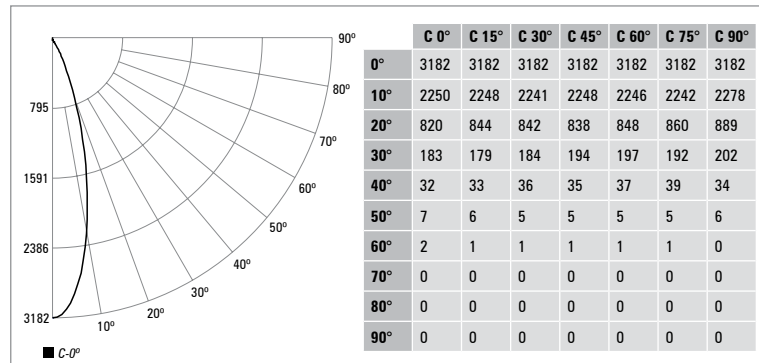 90º
80º
795
70º
1591
60º
50º
2386
40º
30º
20º
3182
10º
■ C-0º
C 0° C 15° C 30° C 45° C 60° C 75° C 90°
0° 3182 3182 3182 3182 3182 3182 3182
10° 2250 2248 2241 2248 2246 2242 2278
20° 820 844 842 838 848 860 889
30° 183 179 184 194 197 192 202
40° 32 33 36 35 37 39 34
50° 7 6 5 5 5 5 6
60° 2 1 1 1 1 1 0
70° 0 0 0 0 0 0 0
80° 0 0 0 0 0 0 0
90° 0 0 0 0 0 0 0